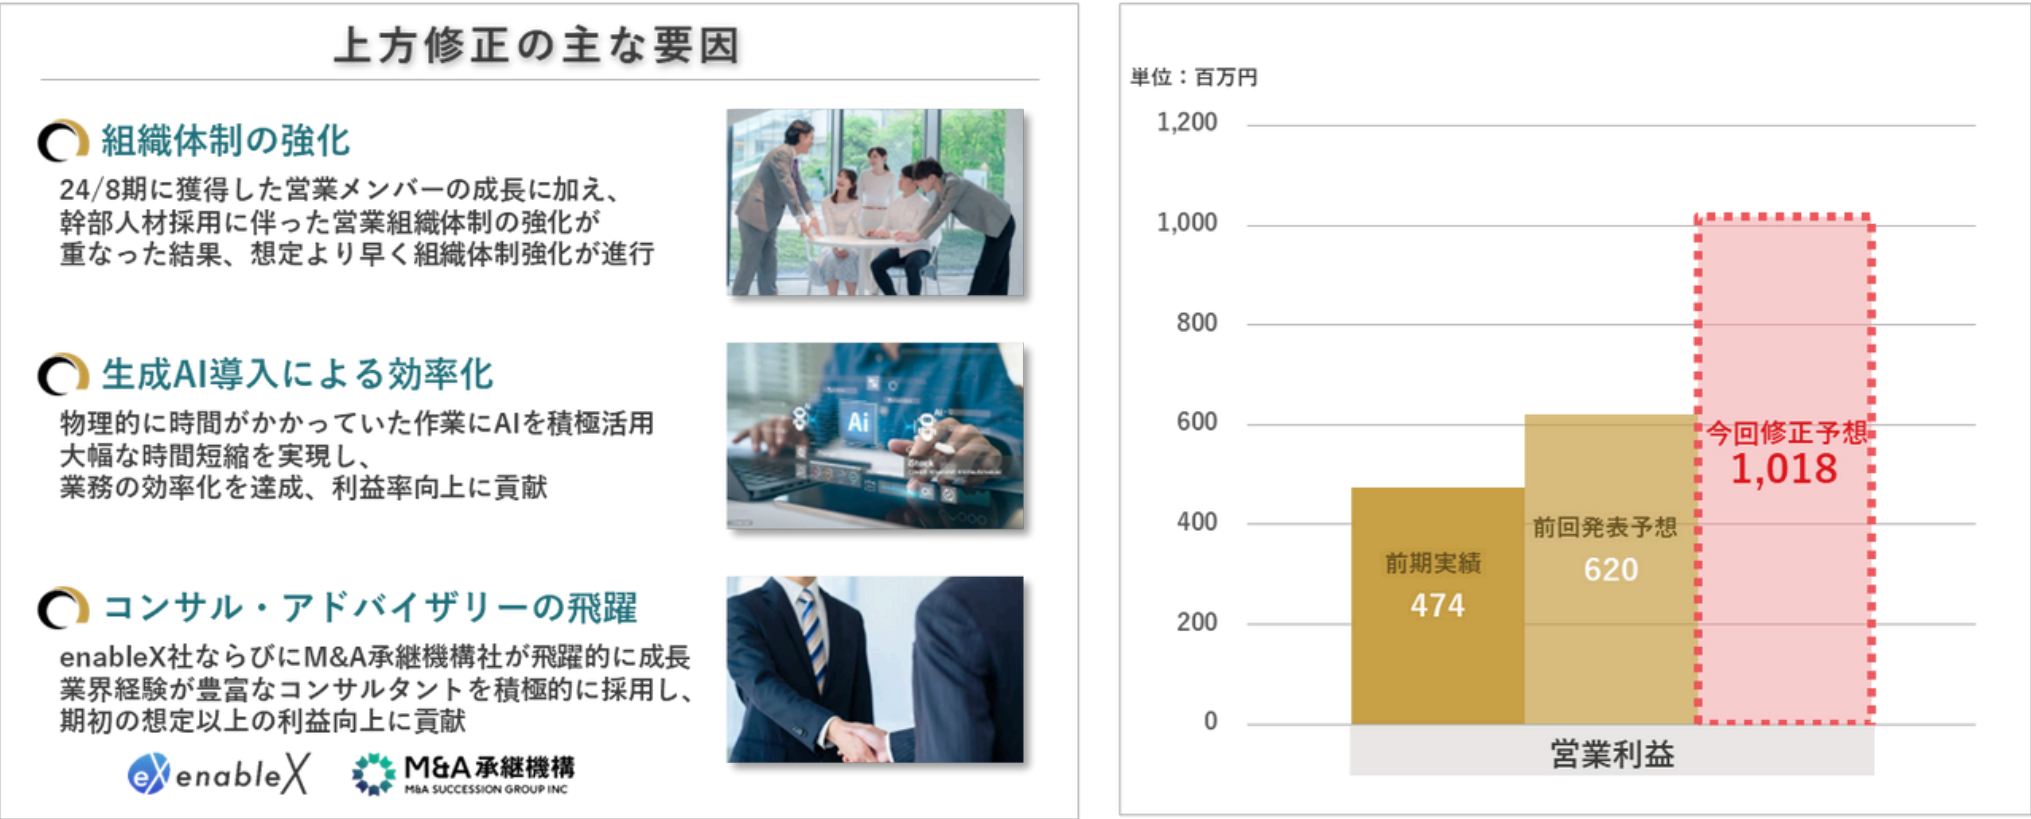 上方修正の主な要因
組織体制の強化
24/8期に獲得した営業メンバーの成長に加え、
幹部人材採用に伴った営業組織体制の強化が
重なった結果、想定より早く組織体制強化が進行
生成AI導入による効率化
物理的に時間がかかっていた作業にAIを積極活用
大幅な時間短縮を実現し、
業務の効率化を達成、利益率向上に貢献
Ai
iStock
コンサル・アドバイザリーの飛躍
enableX社ならびにM&A承継機構社が飛躍的に成長
業界経験が豊富なコンサルタントを積極的に採用し、
期初の想定以上の利益向上に貢献
eX enableX
M&A承継機構
M&A SUCCESSION GROUP INC
単位：百万円
1,200
1,000
800
600
400
200
0
前期実績
474
前回発表予想
620
今回修正予想
1,018
営業利益